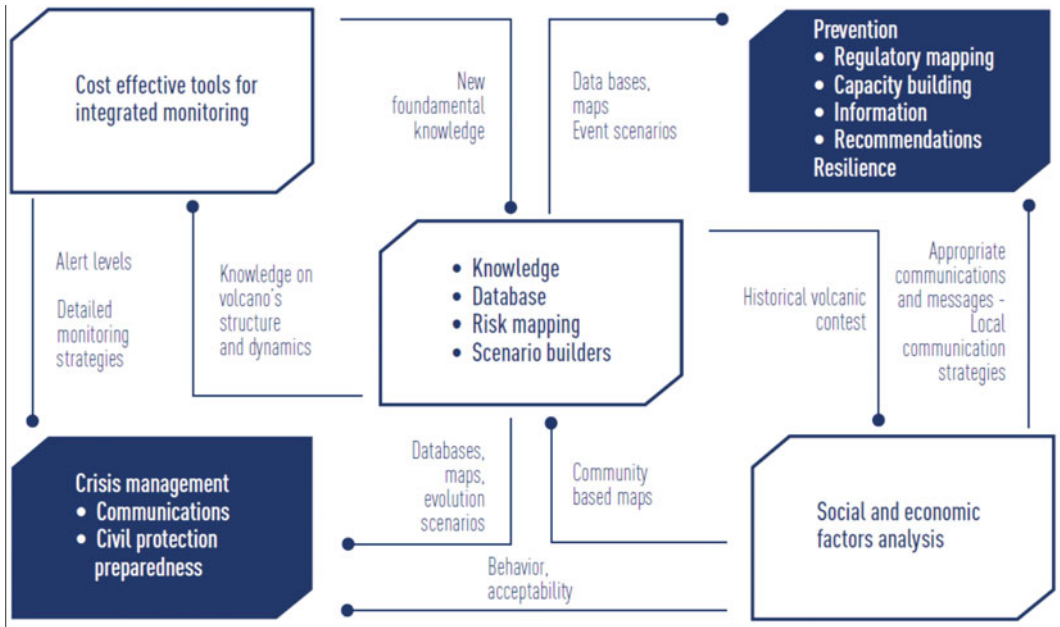 Cost effective tools for
integrated monitoring
New
foundamental
knowledge
Data bases,
maps
Event scenarios
Prevention
• Regulatory mapping
• Capacity building
• Information
• Recommendations
Resilience
Alert levels
Detailed
monitoring
strategies
Knowledge on
volcano's
structure
and dynamics
• Knowledge
• Database
• Risk mapping
• Scenario builders
Historical volcanic
contest
Appropriate
communications
and messages -
Local
communication
strategies
Crisis management
• Communications
• Civil protection
preparedness
Databases,
maps,
evolution
scenarios
Community
based maps
Behavior,
acceptability
Social and economic
factors analysis